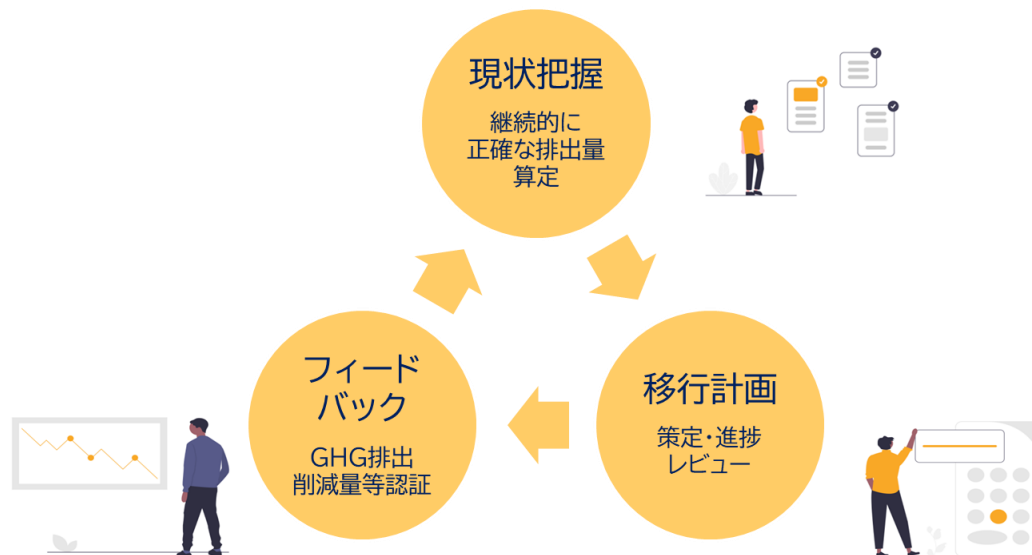 現状把握
継続的に
正確な排出量
算定
移行計画
策定・進捗
レビュー
フィード
バック
GHG排出
削減量等認証